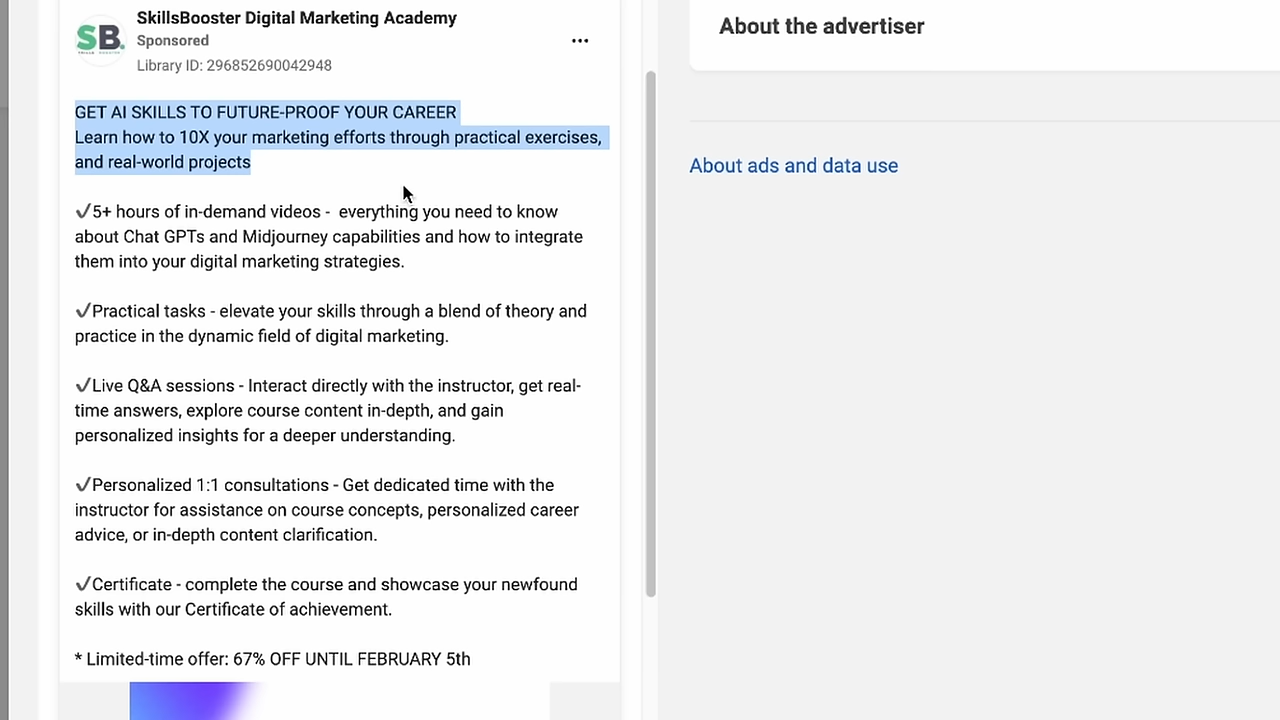 SkillsBooster Digital Marketing Academy
Sponsored
Library ID: 296852690042948
GET AI SKILLS TO FUTURE-PROOF YOUR CAREER
Learn how to 10X your marketing efforts through practical exercises,
and real-world projects
✓5+ hours of in-demand videos -  everything you need to know
about Chat GPTs and Midjourney capabilities and how to integrate
them into your digital marketing strategies.
✓Practical tasks - elevate your skills through a blend of theory and
practice in the dynamic field of digital marketing.
✓Live Q&A sessions - Interact directly with the instructor, get real-
time answers, explore course content in-depth, and gain
personalized insights for a deeper understanding.
✓Personalized 1:1 consultations - Get dedicated time with the
instructor for assistance on course concepts, personalized career
advice, or in-depth content clarification.
✓Certificate - complete the course and showcase your newfound
skills with our Certificate of achievement.
* Limited-time offer: 67% OFF UNTIL FEBRUARY 5th
SB.
About the advertiser
About ads and data use